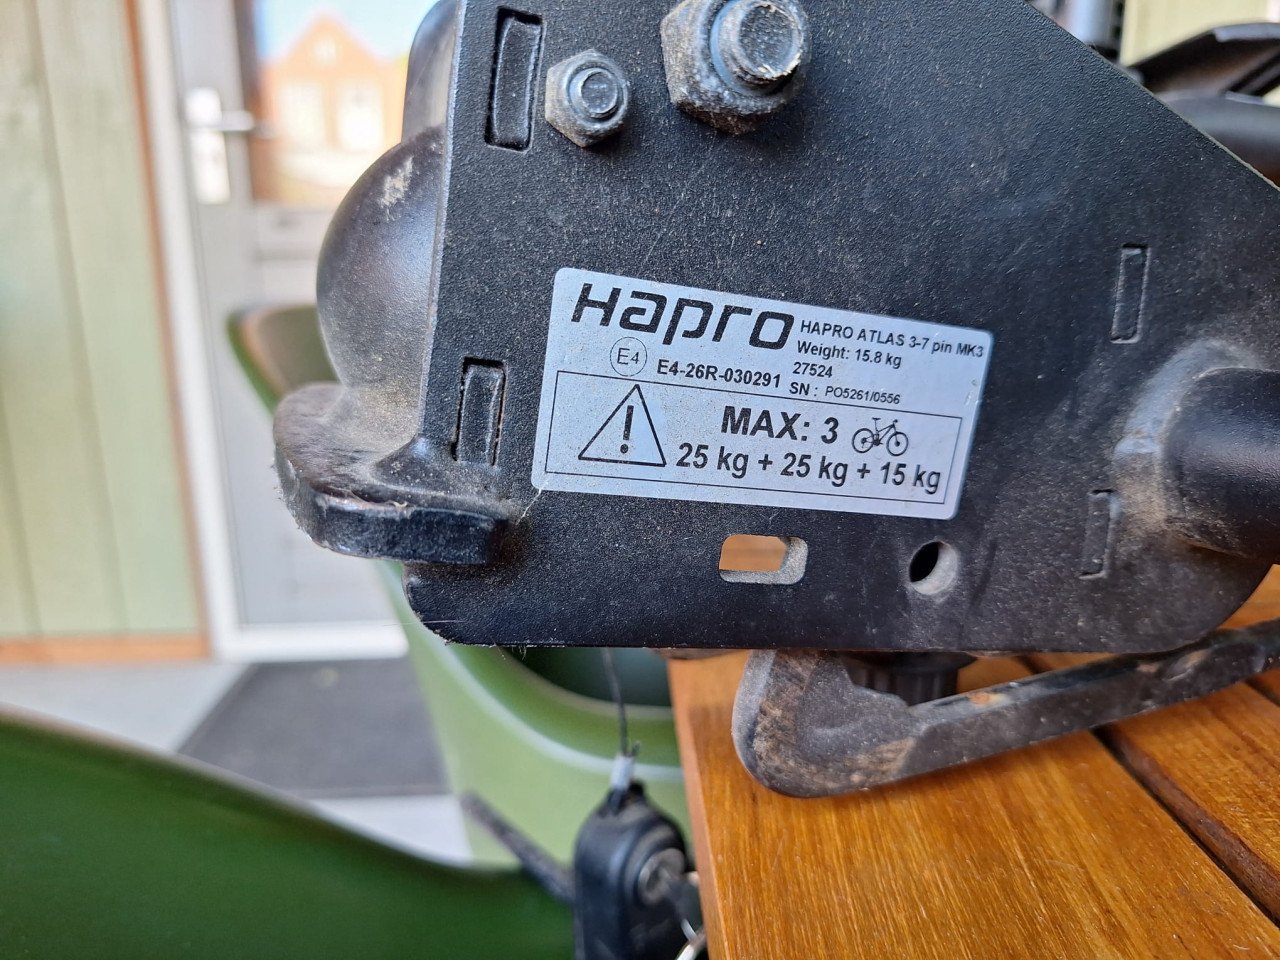 Hapro
HAPRO ATLAS 3-7 pin MK3
Weight: 15.8 kg
27524
E4
E4-26R-030291
SN : PO5261/0556
MAX: 3
25 kg + 25 kg + 15 kg